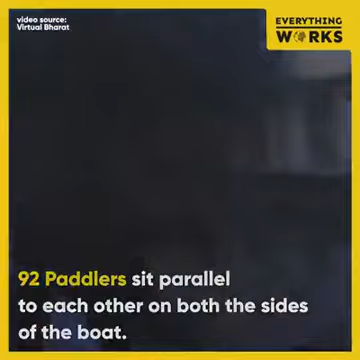 video source:
Virtual Bharat
EVERYTHING
WORKS
92 Paddlers sit parallel
to each other on both the sides
of the boat.